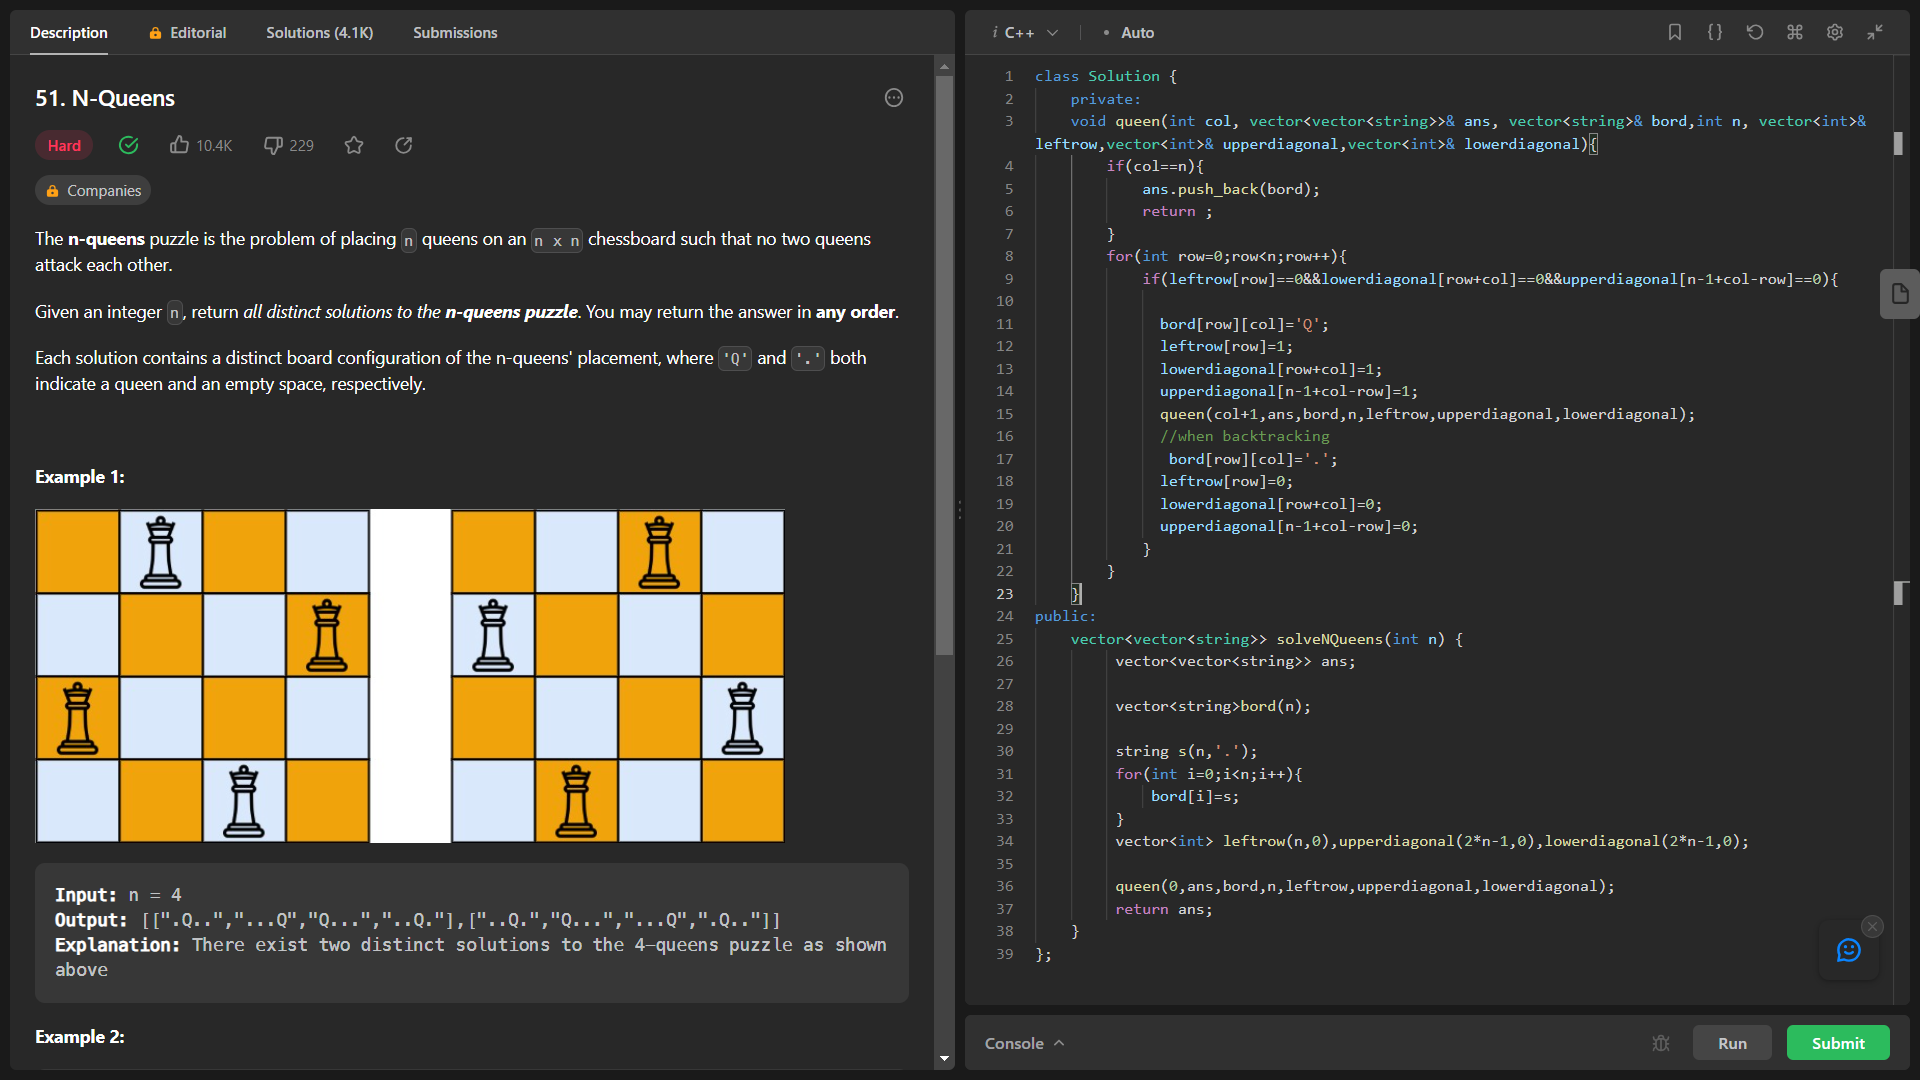 Description
Editorial
Solutions (4.1K)
Submissions
51. N-Queens
Hard
10.4K
229
Companies
The n-queens puzzle is the problem of placing n queens on an n x n chessboard such that no two queens
attack each other.
Given an integer n, return all distinct solutions to the n-queens puzzle. You may return the answer in any order.
Each solution contains a distinct board configuration of the n-queens' placement, where 'Q' and '.' both
indicate a queen and an empty space, respectively.
Example 1:
Input: n = 4
Output: [[".Q..","...Q","Q...","..Q."],["..Q.","Q...","...Q",".Q.."]]
Explanation: There exist two distinct solutions to the 4-queens puzzle as shown
above
Example 2:
i C++
• Auto
1 class Solution {
2     private:
3     void queen(int col, vector<vector<string>>& ans, vector<string>& bord,int n, vector<int>&
leftrow,vector<int>& upperdiagonal,vector<int>& lowerdiagonal){
4         if(col==n){
5             ans.push_back(bord);
6             return ;
7         }
8         for(int row=0;row<n;row++){
9             if(leftrow[row]==0&&lowerdiagonal[row+col]==0&&upperdiagonal[n-1+col-row]==0){
10
11               bord[row][col]='Q';
12               leftrow[row]=1;
13               lowerdiagonal[row+col]=1;
14               upperdiagonal[n-1+col-row]=1;
15               queen(col+1,ans,bord,n,leftrow,upperdiagonal,lowerdiagonal);
16               //when backtracking
17                bord[row][col]='.';
18               leftrow[row]=0;
19               lowerdiagonal[row+col]=0;
20               upperdiagonal[n-1+col-row]=0;
21             }
22         }
23     }
24 public:
25     vector<vector<string>> solveNQueens(int n) {
26          vector<vector<string>> ans;
27
28          vector<string>bord(n);
29
30          string s(n,'.');
31          for(int i=0;i<n;i++){
32              bord[i]=s;
33          }
34          vector<int> leftrow(n,0),upperdiagonal(2*n-1,0),lowerdiagonal(2*n-1,0);
35
36          queen(0,ans,bord,n,leftrow,upperdiagonal,lowerdiagonal);
37          return ans;
38     }
39 };
Console
Run
Submit